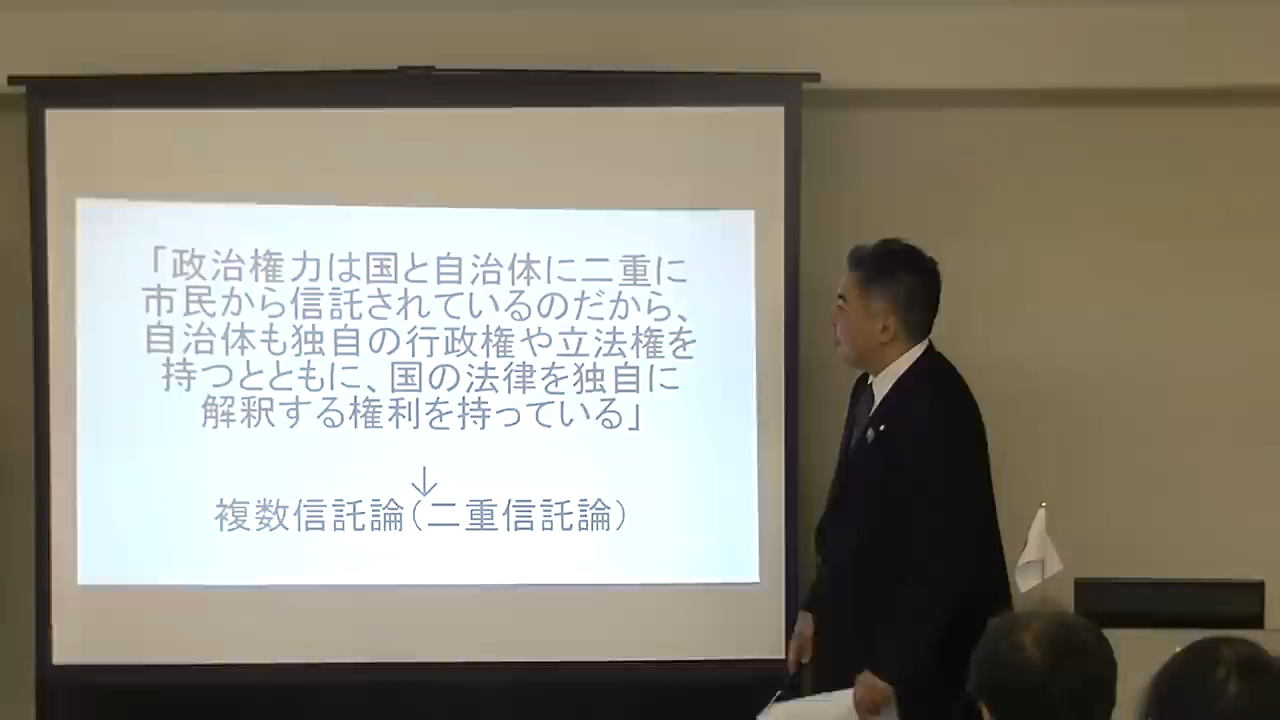 「政治権力は国と自治体に二重に
市民から信託されているのだから、
自治体も独自の行政権や立法権を
持つとともに、国の法律を独自に
解釈する権利を持っている」
↓
複数信託論(二重信託論)